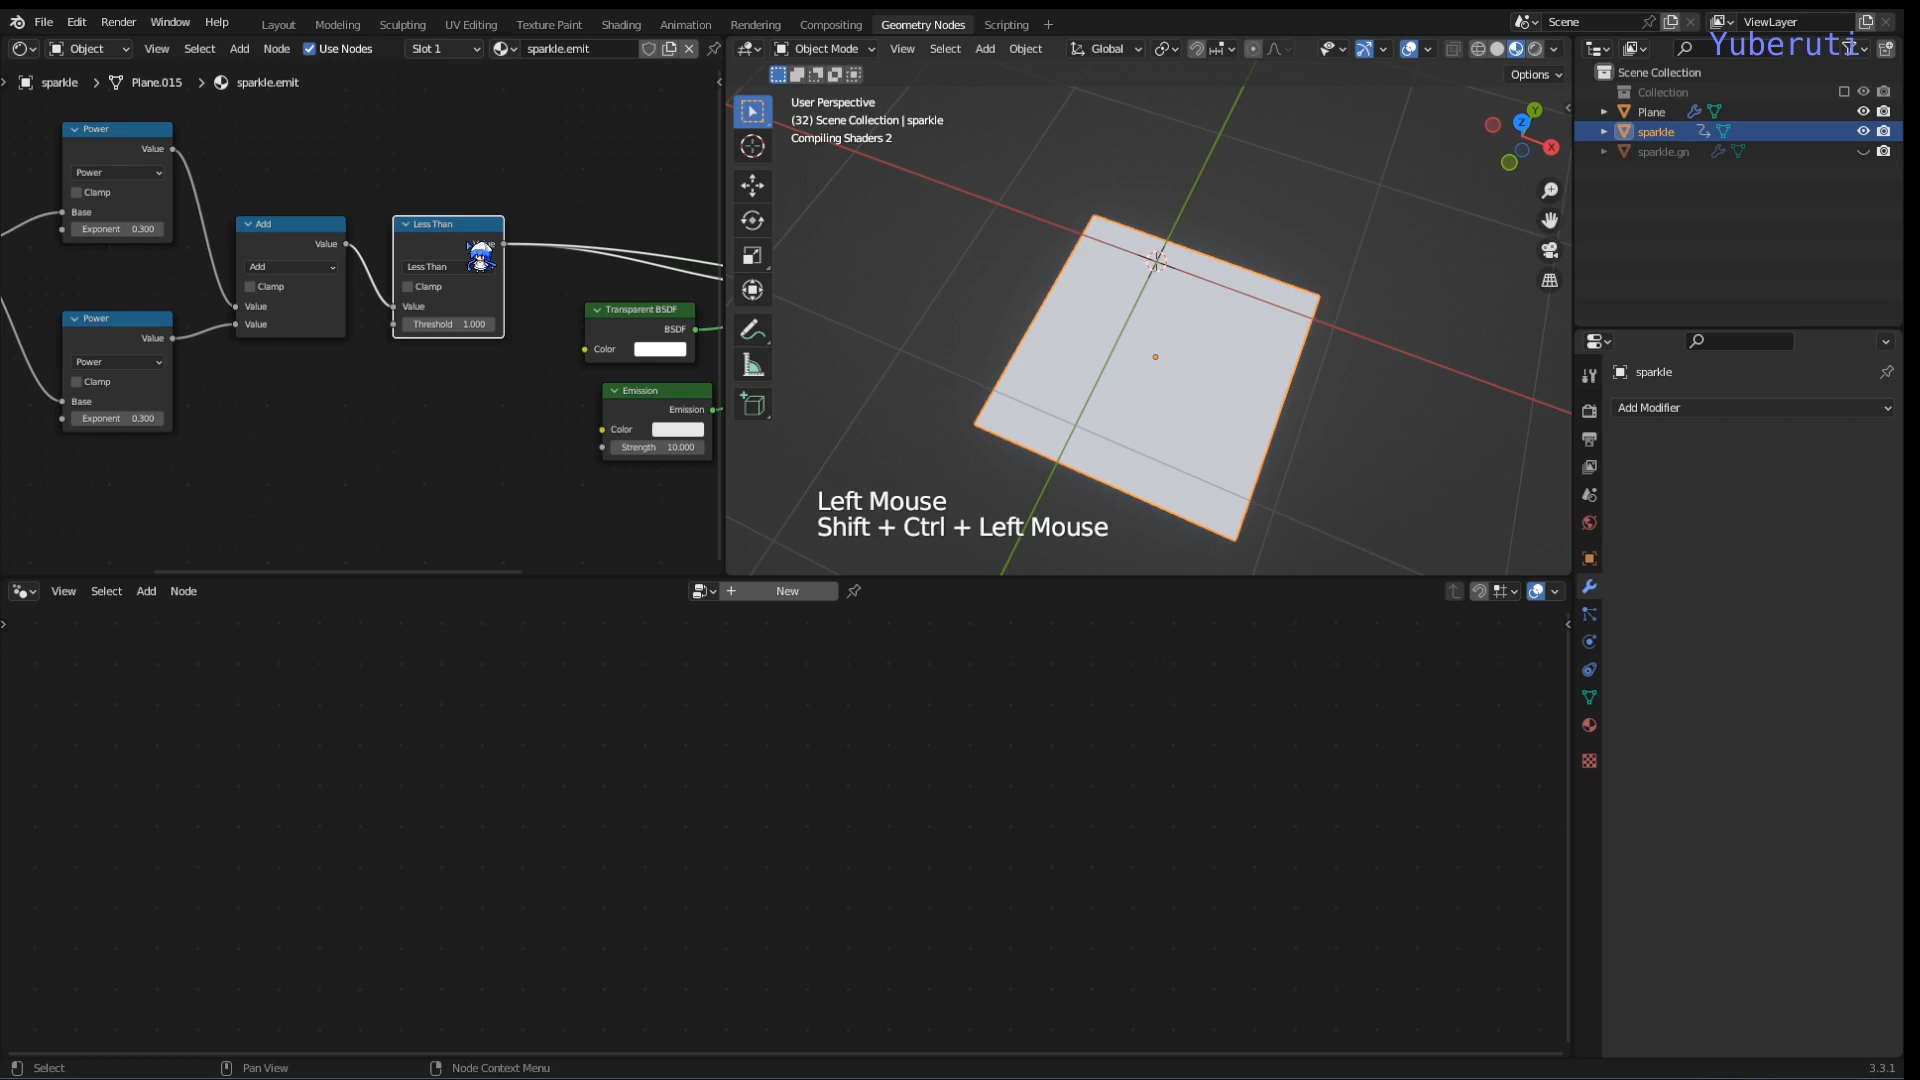 File Edit Render Window Help Layout Modeling Sculpting UV Editing Texture Paint Shading Animation Rendering Compositing Geometry Nodes Scripting + Scene ViewLayer
Object View Select Add Node Use Nodes Slot 1 sparkle.emit Object Mode View Select Add Object Global Yuberuti
Options
Scene Collection
sparkle > Plane.015 > sparkle.emit
Collection
User Perspective
(32) Scene Collection | sparkle
Compiling Shaders 2
Plane
sparkle
sparkle.gn
Power
Value
Power
Clamp
Base
Exponent 0.300
Add
Value
Add
Clamp
Value
Value
Less Than
Less Than
Clamp
Value
Threshold 1.000
Power
Value
Power
Clamp
Base
Exponent 0.300
Transparent BSDF
BSDF
Color
Emission
Emission
Color
Strength 10.000
Z
Y
X
Left Mouse
Shift + Ctrl + Left Mouse
sparkle
Add Modifier
View Select Add Node New
Select Pan View Node Context Menu 3.3.1